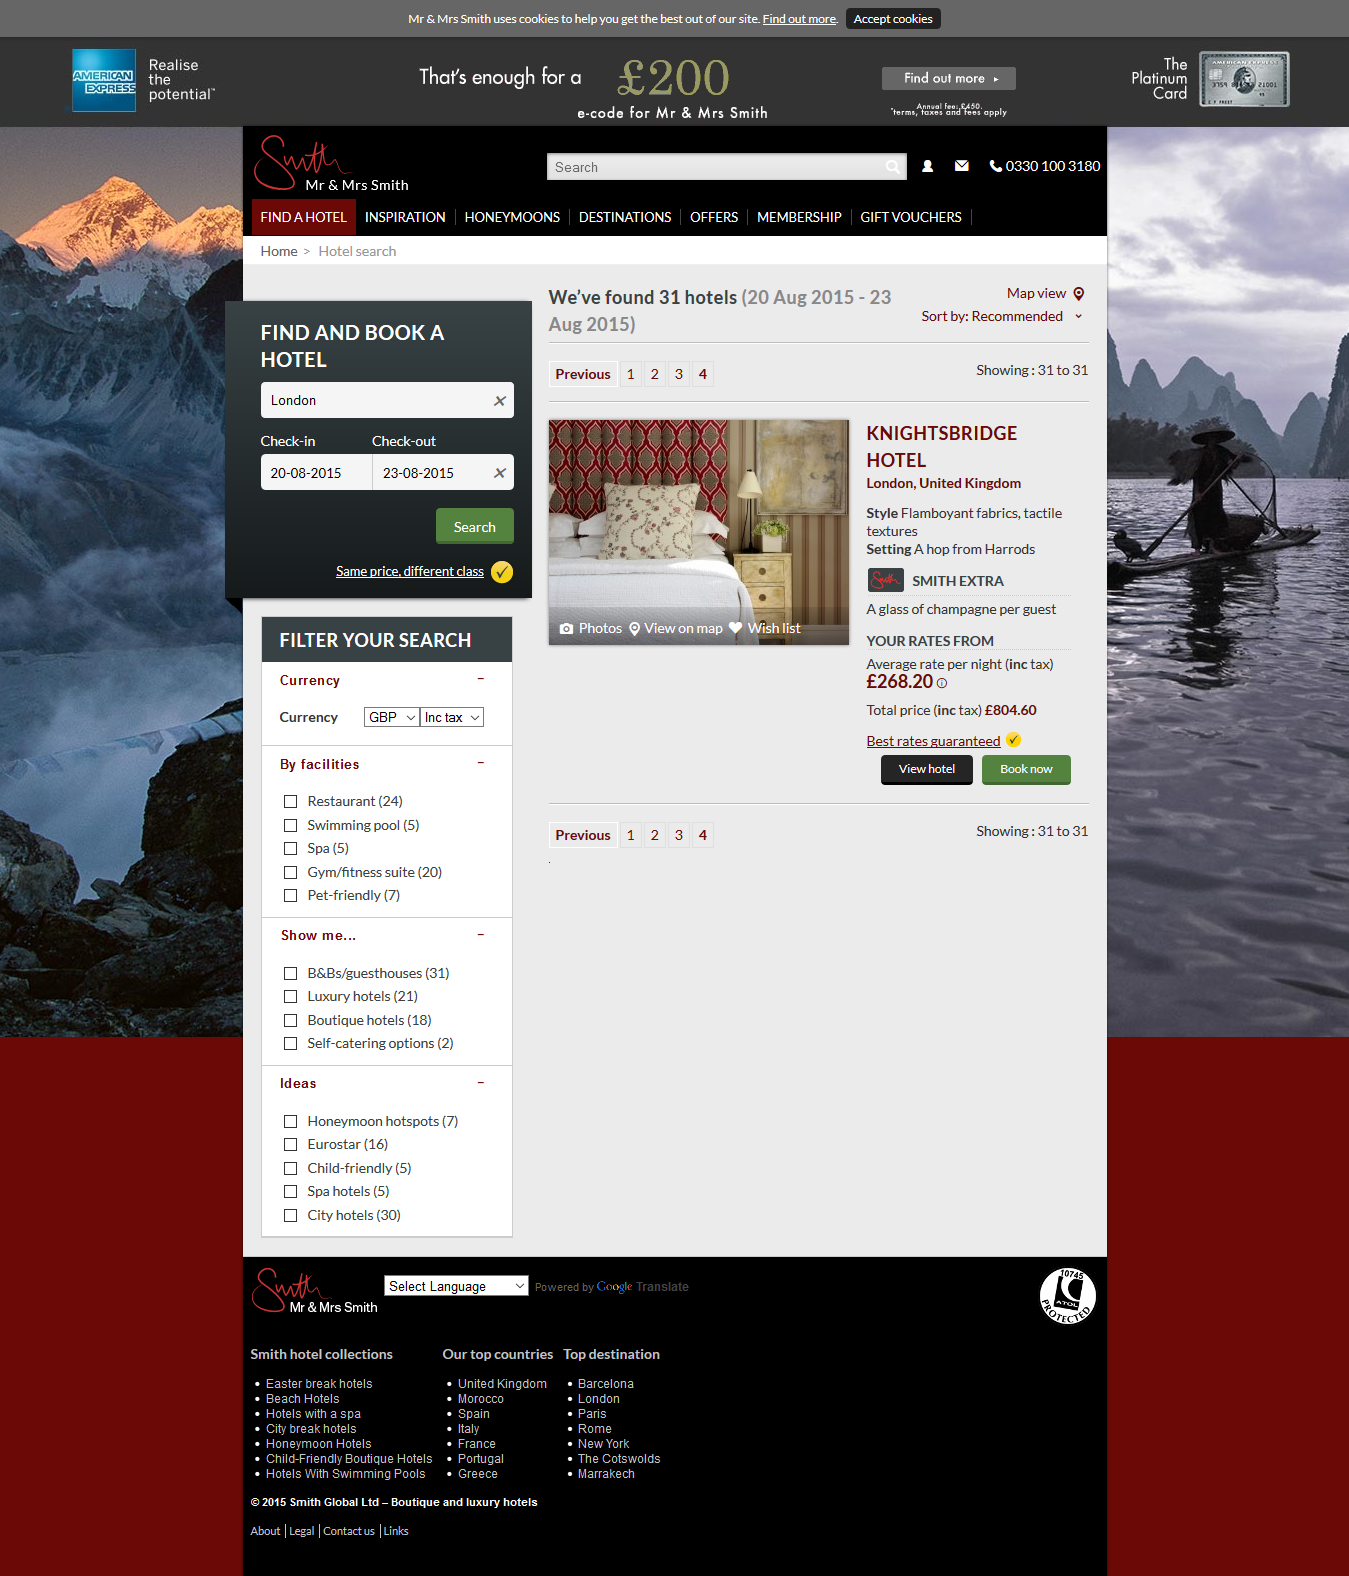 Mr & Mrs Smith uses cookies to help you get the best out of our site. Find out more. Accept cookies
AMERICAN EXPRESS
Realise the potential™
That's enough for a £200
e-code for Mr & Mrs Smith
Find out more ▸
Annual fee: £450.
*terms, taxes and fees apply
The Platinum Card
AMERICAN EXPRESS
Smith
Mr & Mrs Smith
Search
0330 100 3180
FIND A HOTEL
INSPIRATION
HONEYMOONS
DESTINATIONS
OFFERS
MEMBERSHIP
GIFT VOUCHERS
Home > Hotel search
FIND AND BOOK A
HOTEL
London
Check-in Check-out
20-08-2015 23-08-2015
Search
Same price, different class
FILTER YOUR SEARCH
Currency –
Currency GBP Inc tax
By facilities –
Restaurant (24)
Swimming pool (5)
Spa (5)
Gym/fitness suite (20)
Pet-friendly (7)
Show me... –
B&Bs/guesthouses (31)
Luxury hotels (21)
Boutique hotels (18)
Self-catering options (2)
Ideas –
Honeymoon hotspots (7)
Eurostar (16)
Child-friendly (5)
Spa hotels (5)
City hotels (30)
We've found 31 hotels (20 Aug 2015 - 23
Aug 2015)
Map view
Sort by: Recommended
Previous 1 2 3 4
Showing : 31 to 31
Photos View on map Wish list
KNIGHTSBRIDGE
HOTEL
London, United Kingdom
Style Flamboyant fabrics, tactile
textures
Setting A hop from Harrods
Smith SMITH EXTRA
A glass of champagne per guest
YOUR RATES FROM
Average rate per night (inc tax)
£268.20
Total price (inc tax) £804.60
Best rates guaranteed
View hotel Book now
Previous 1 2 3 4
Showing : 31 to 31
.
Smith
Mr & Mrs Smith
Select Language
Powered by Google Translate
10745
ATOL
PROTECTED
Smith hotel collections
Easter break hotels
Beach Hotels
Hotels with a spa
City break hotels
Honeymoon Hotels
Child-Friendly Boutique Hotels
Hotels With Swimming Pools
Our top countries
United Kingdom
Morocco
Spain
Italy
France
Portugal
Greece
Top destination
Barcelona
London
Paris
Rome
New York
The Cotswolds
Marrakech
© 2015 Smith Global Ltd – Boutique and luxury hotels
About | Legal | Contact us | Links